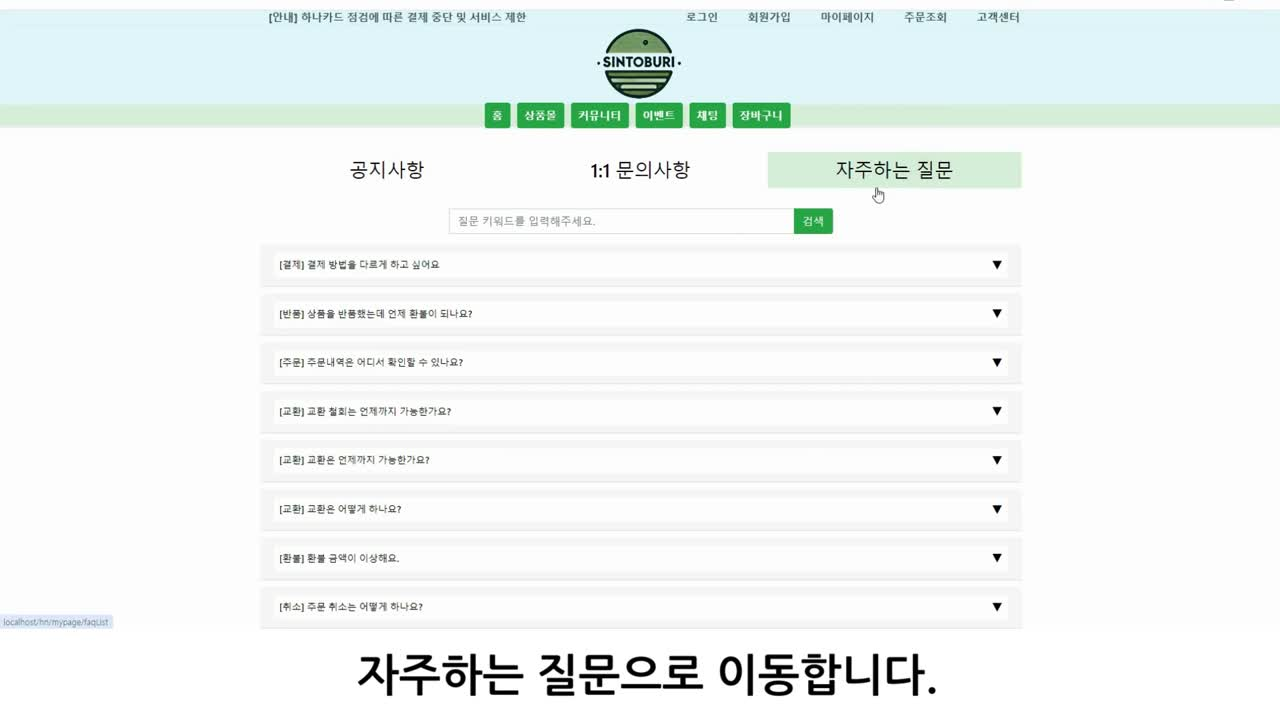 [안내] 하나카드 점검에 따른 결제 중단 및 서비스 제한
로그인 회원가입 마이페이지 주문조회 고객센터
· SINTOBURI ·
홈 상품몰 커뮤니티 이벤트 채팅 장바구니
공지사항 1:1 문의사항 자주하는 질문
질문 키워드를 입력해주세요. 검색
[결제] 결제 방법을 다르게 하고 싶어요 ▼
[반품] 상품을 반품했는데 언제 환불이 되나요? ▼
[주문] 주문내역은 어디서 확인할 수 있나요? ▼
[교환] 교환 철회는 언제까지 가능한가요? ▼
[교환] 교환은 언제까지 가능한가요? ▼
[교환] 교환은 어떻게 하나요? ▼
[환불] 환불 금액이 이상해요. ▼
[취소] 주문 취소는 어떻게 하나요? ▼
localhost/hn/mypage/faqList
자주하는 질문으로 이동합니다.